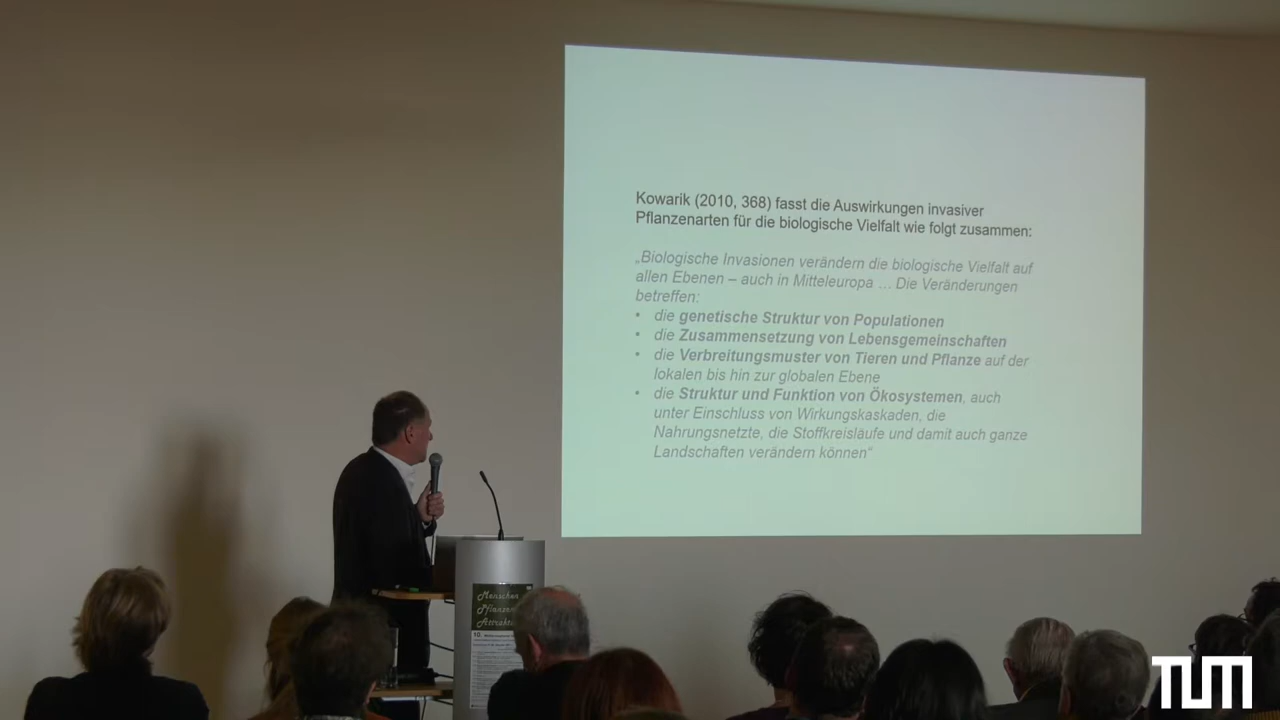 Kowarik (2010, 368) fasst die Auswirkungen invasiver
Pflanzenarten für die biologische Vielfalt wie folgt zusammen:
„Biologische Invasionen verändern die biologische Vielfalt auf
allen Ebenen – auch in Mitteleuropa … Die Veränderungen
betreffen:
• die genetische Struktur von Populationen
• die Zusammensetzung von Lebensgemeinschaften
• die Verbreitungsmuster von Tieren und Pflanze auf der
lokalen bis hin zur globalen Ebene
• die Struktur und Funktion von Ökosystemen, auch
unter Einschluss von Wirkungskaskaden, die
Nahrungsnetzte, die Stoffkreisläufe und damit auch ganze
Landschaften verändern können“
Menschen
Pflanzen
TUM